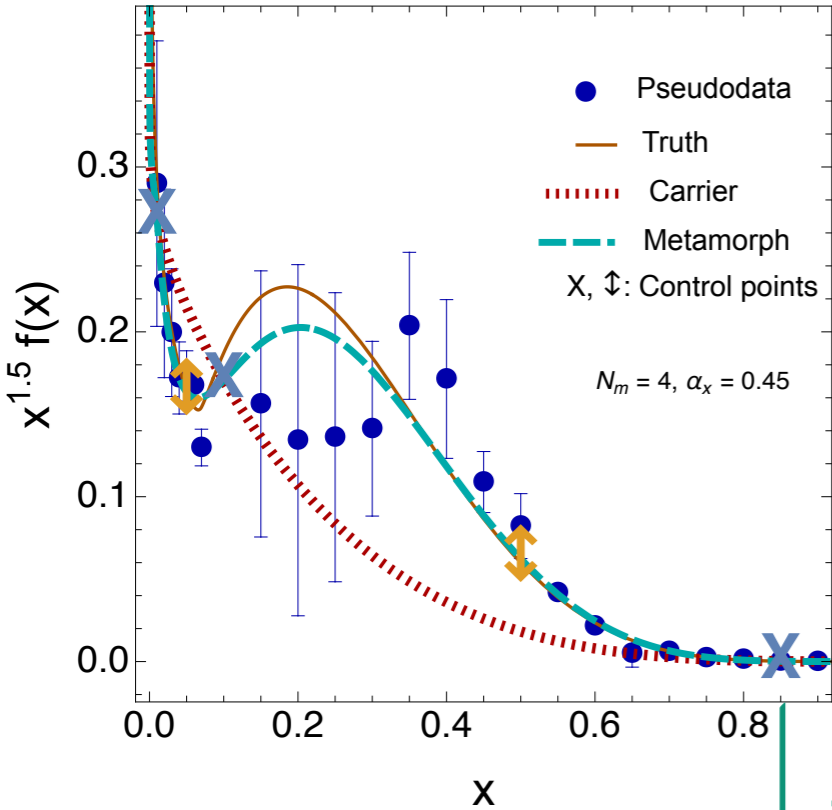 Pseudodata
Truth
Carrier
Metamorph
X, ↕: Control points
N_m = 4, α_x = 0.45
x^1.5 f(x)
0.3
0.2
0.1
0.0
0.0 0.2 0.4 0.6 0.8
x